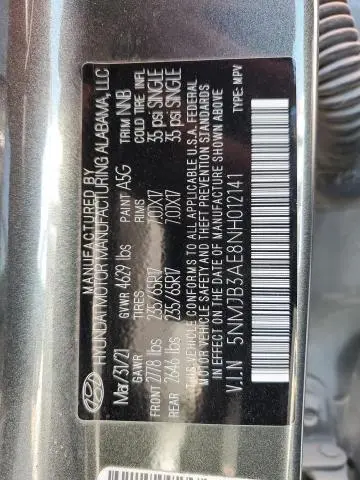 MANUFACTURED BY
HYUNDAI MOTOR MANUFACTURING ALABAMA, LLC
Mar/31/21 GVWR 4629 lbs PAINT A5G TRIM NNB
GAWR TIRES RIMS COLD TIRE INFL
FRONT 2778 lbs 235/65R17 7.0JX17 35 psi SINGLE
REAR 2646 lbs 235/65R17 7.0JX17 35 psi SINGLE
THIS VEHICLE CONFORMS TO ALL APPLICABLE U.S.A. FEDERAL
MOTOR VEHICLE SAFETY, BUMPER, AND THEFT PREVENTION STANDARDS
IN EFFECT ON THE DATE OF MANUFACTURE SHOWN ABOVE.
V.I.N 5NMJB3AE8NH012141 TYPE: MPV